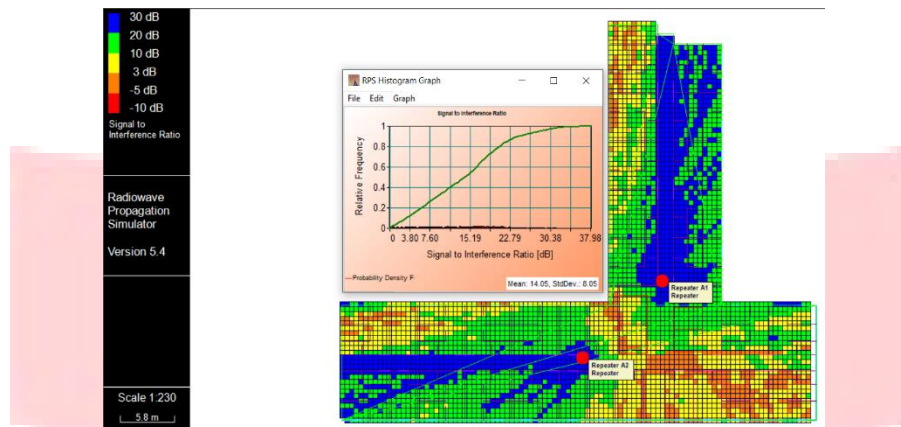 30 dB
20 dB
10 dB
3 dB
-5 dB
-10 dB
Signal to
Interference Ratio
Radiowave
Propagation
Simulator
Version 5.4
Scale 1:230
5.8 m
RPS Histogram Graph
File Edit Graph
Signal to Interference Ratio
Relative Frequency
1
0.8
0.6
0.4
0.2
0
0 3.80 7.60 15.19 22.79 30.38 37.98
Signal to Interference Ratio [dB]
Probability Density F
Mean: 14.05, StdDev.: 8.05
Repeater A1
Repeater
Repeater A2
Repeater